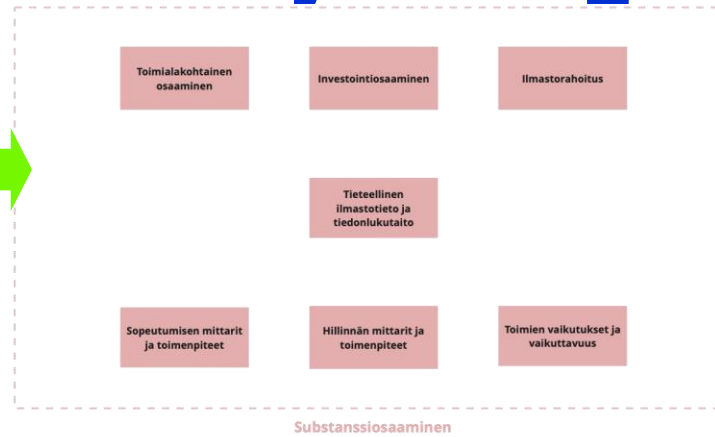 Toimialakohtainen
osaaminen
Investointiosaaminen
Ilmastorahoitus
Tieteellinen
ilmastotieto ja
tiedonlukutaito
Sopeutumisen mittarit
ja toimenpiteet
Hillinnän mittarit ja
toimenpiteet
Toimien vaikutukset ja
vaikuttavuus
Substanssiosaaminen